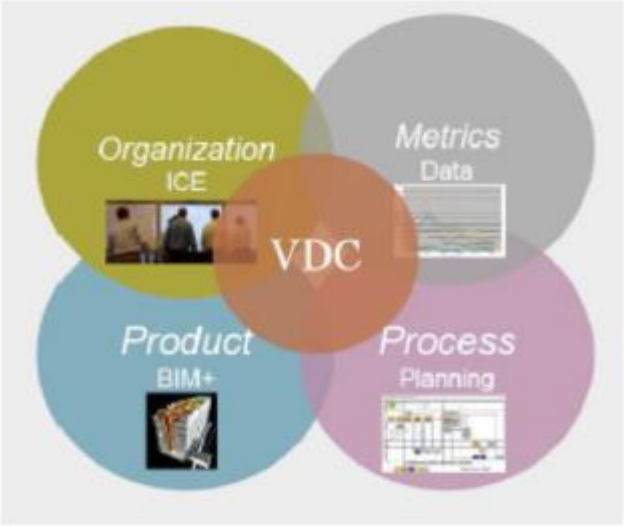 Organization
ICE
Metrics
Data
VDC
Product
BIM+
Process
Planning